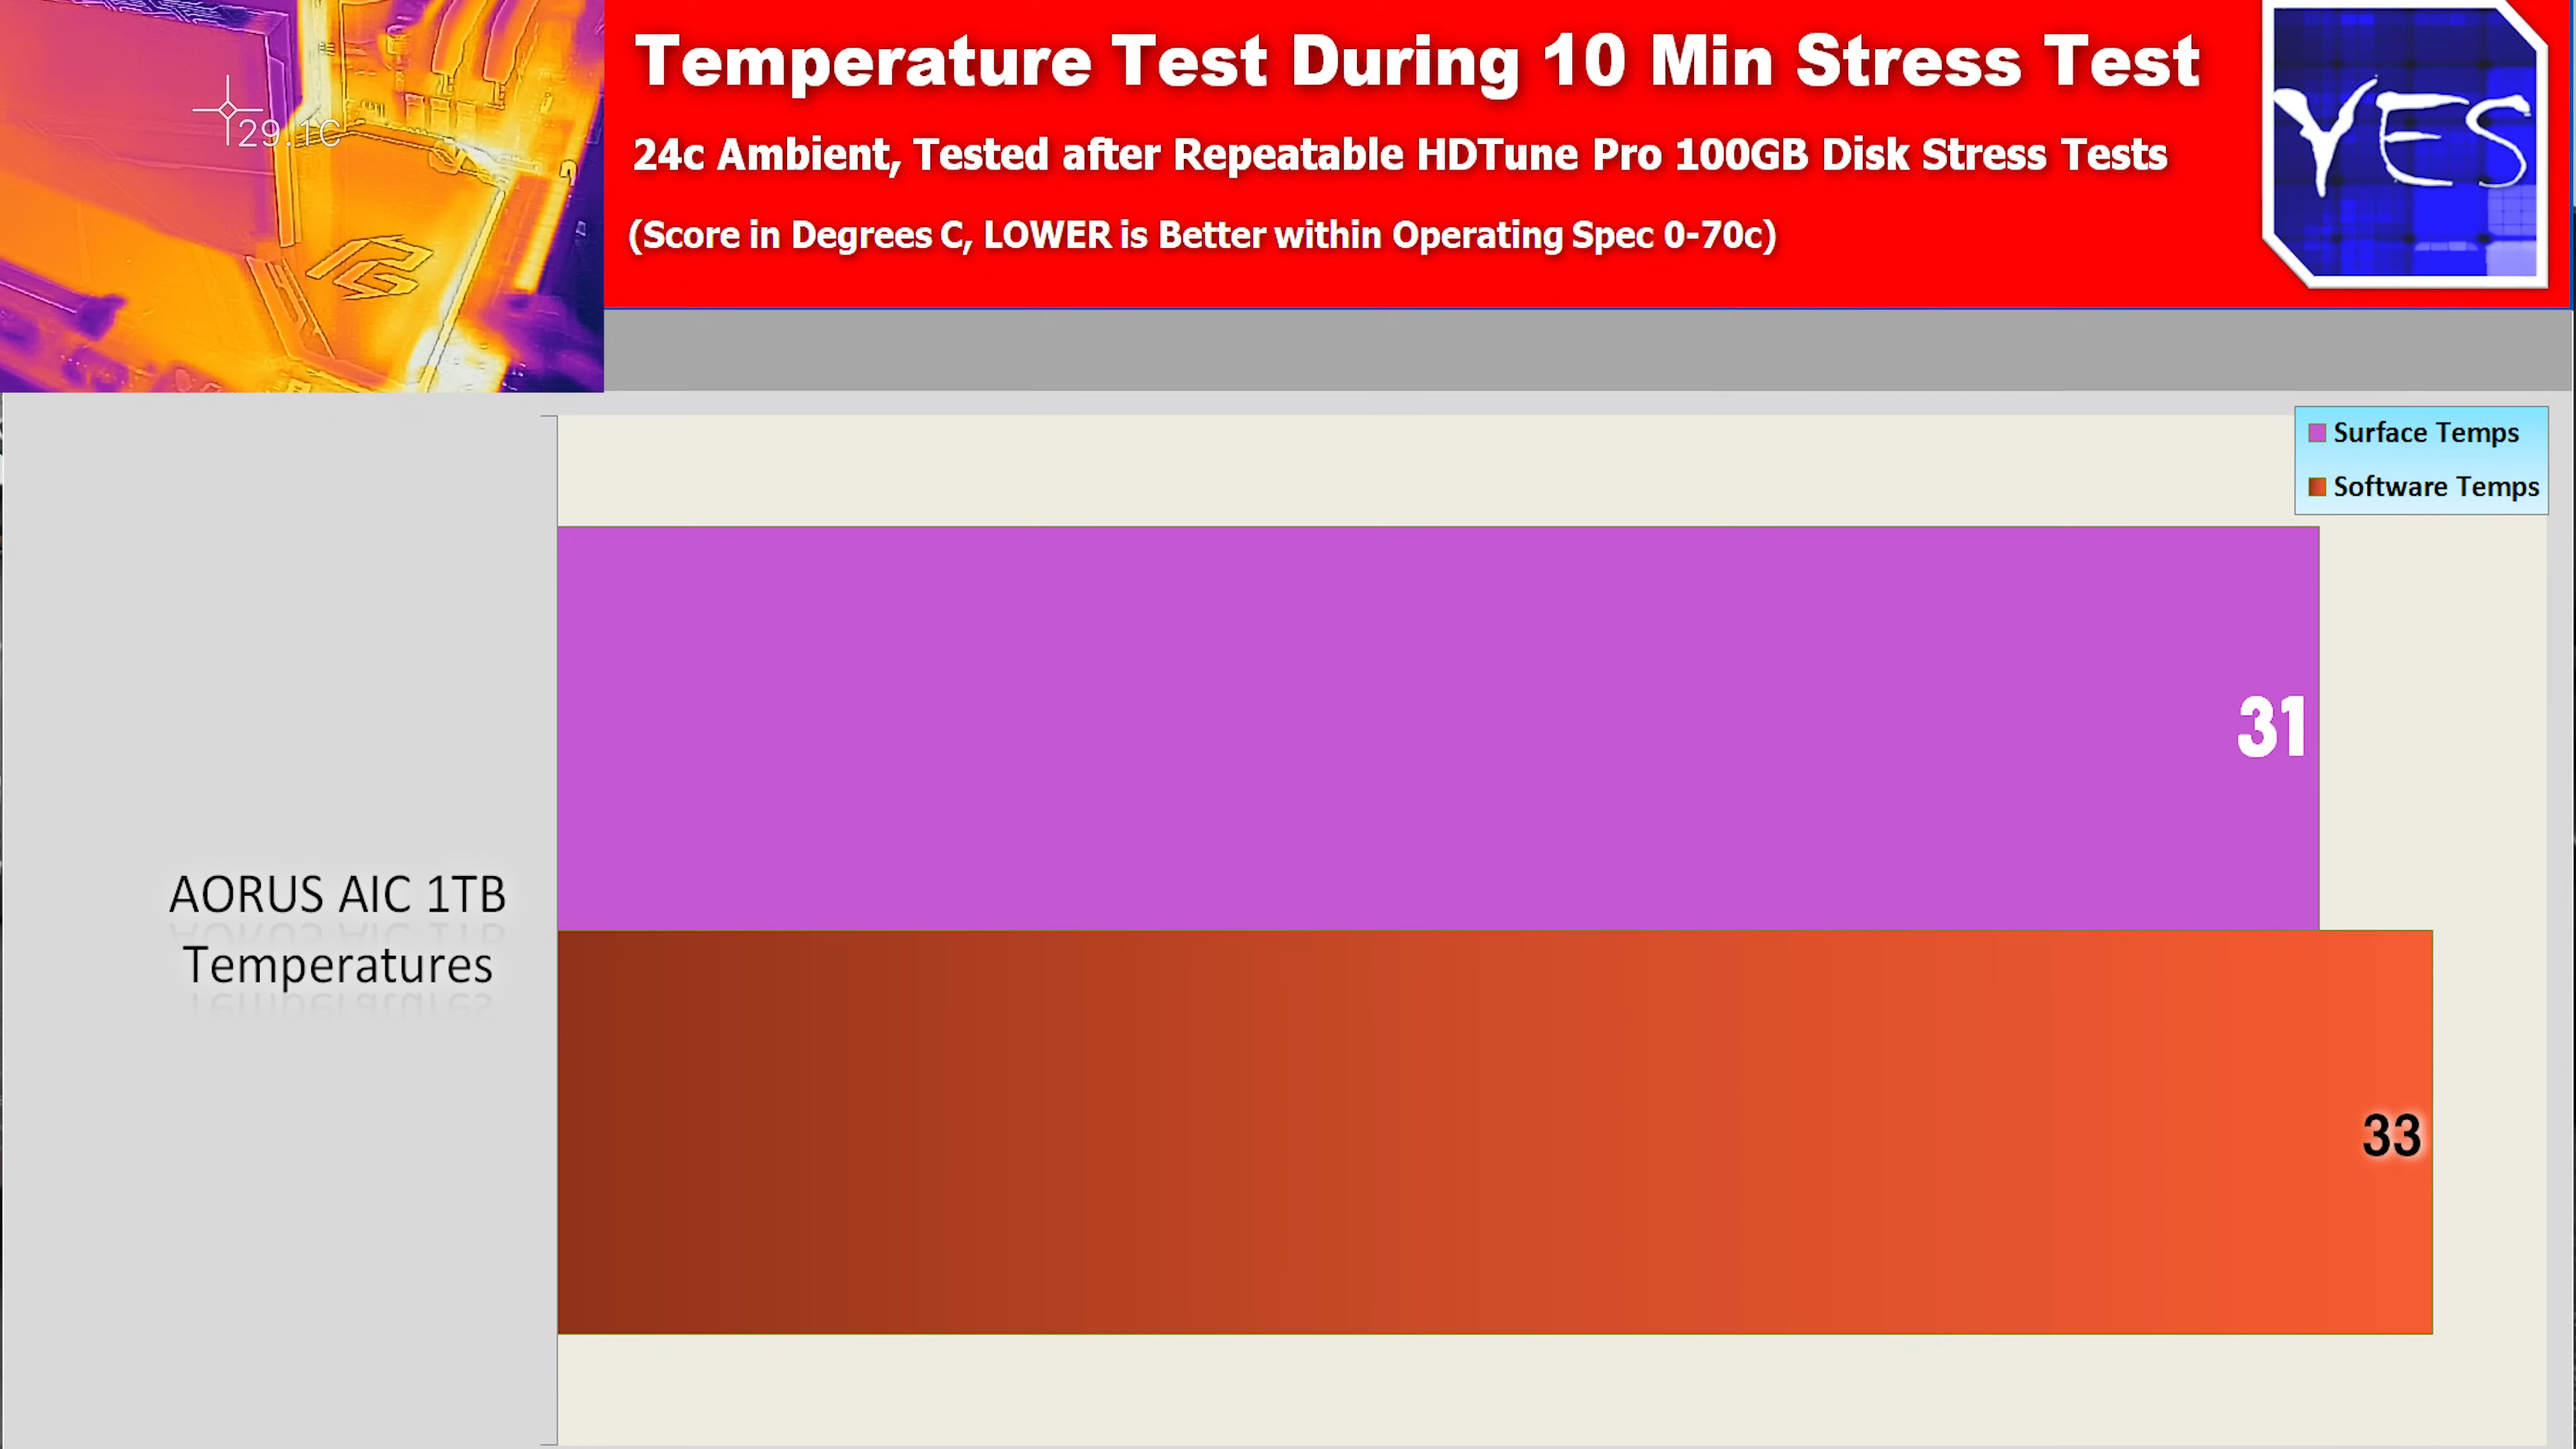 29.1C
Temperature Test During 10 Min Stress Test
24c Ambient, Tested after Repeatable HDTune Pro 100GB Disk Stress Tests
(Score in Degrees C, LOWER is Better within Operating Spec 0-70c)
YES
Surface Temps
Software Temps
31
AORUS AIC 1TB
Temperatures
33